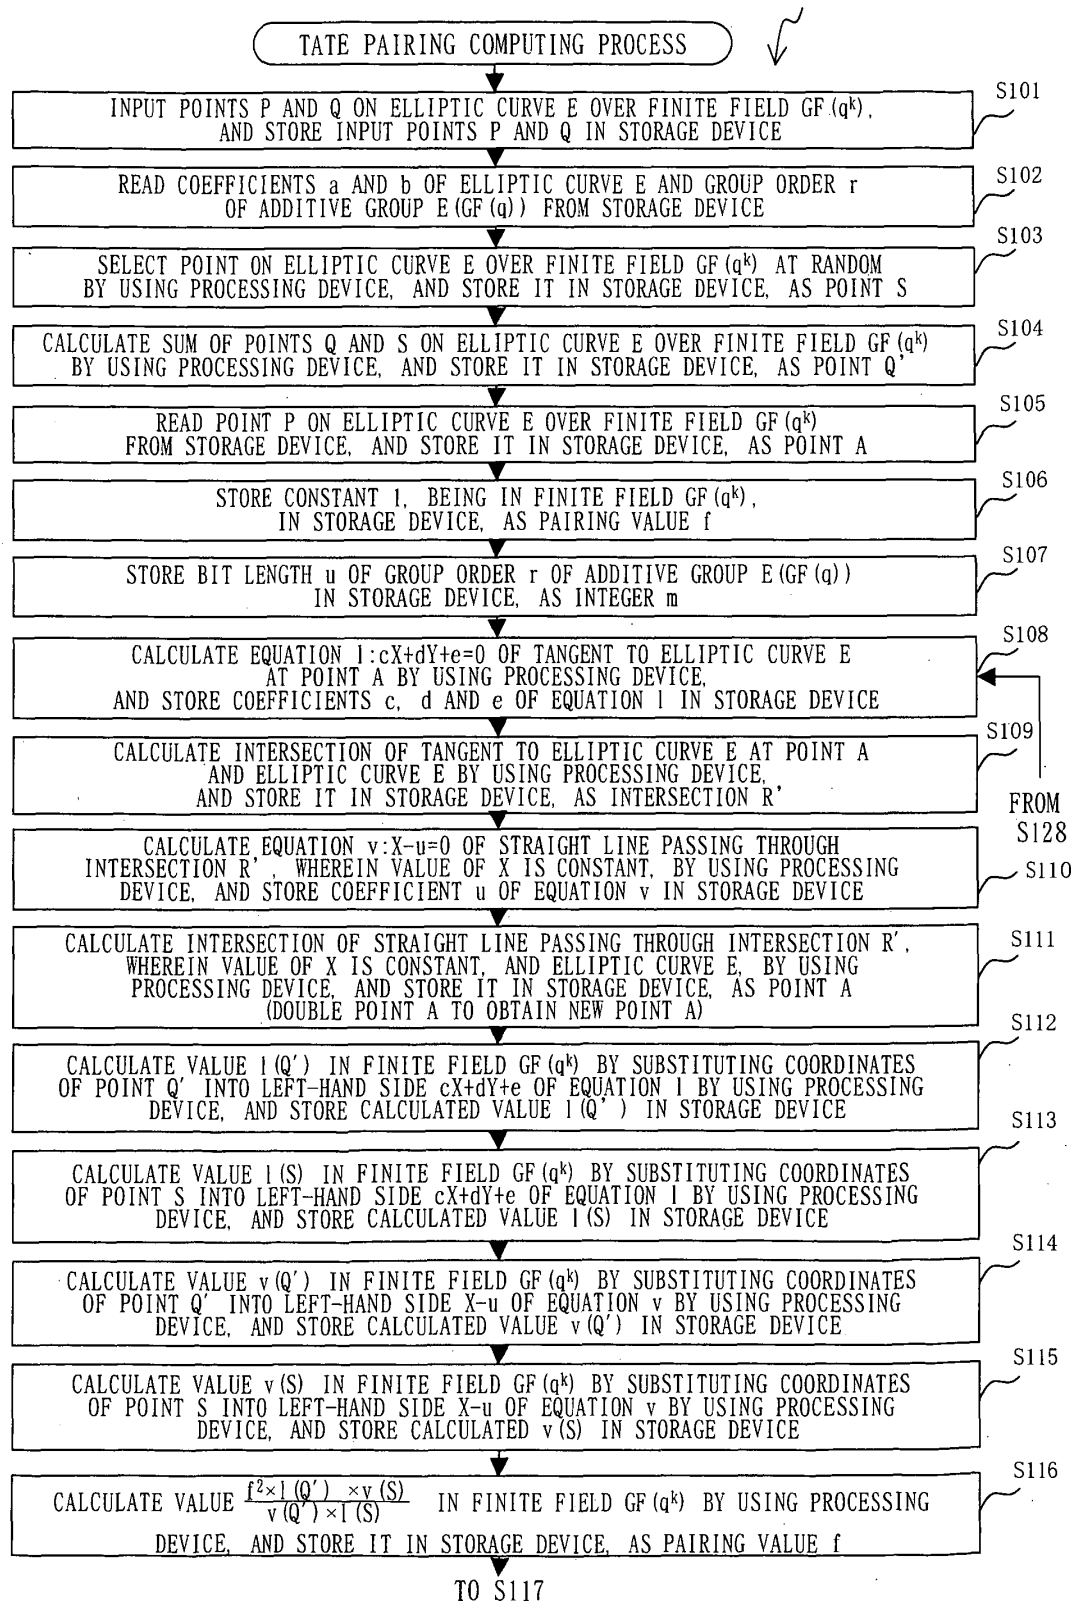 TATE PAIRING COMPUTING PROCESS
S101
INPUT POINTS P AND Q ON ELLIPTIC CURVE E OVER FINITE FIELD GF(q^k),
AND STORE INPUT POINTS P AND Q IN STORAGE DEVICE
S102
READ COEFFICIENTS a AND b OF ELLIPTIC CURVE E AND GROUP ORDER r
OF ADDITIVE GROUP E(GF(q)) FROM STORAGE DEVICE
S103
SELECT POINT ON ELLIPTIC CURVE E OVER FINITE FIELD GF(q^k) AT RANDOM
BY USING PROCESSING DEVICE, AND STORE IT IN STORAGE DEVICE, AS POINT S
S104
CALCULATE SUM OF POINTS Q AND S ON ELLIPTIC CURVE E OVER FINITE FIELD GF(q^k)
BY USING PROCESSING DEVICE, AND STORE IT IN STORAGE DEVICE, AS POINT Q'
S105
READ POINT P ON ELLIPTIC CURVE E OVER FINITE FIELD GF(q^k)
FROM STORAGE DEVICE, AND STORE IT IN STORAGE DEVICE, AS POINT A
S106
STORE CONSTANT 1, BEING IN FINITE FIELD GF(q^k),
IN STORAGE DEVICE, AS PAIRING VALUE f
S107
STORE BIT LENGTH u OF GROUP ORDER r OF ADDITIVE GROUP E(GF(q))
IN STORAGE DEVICE, AS INTEGER m
S108
CALCULATE EQUATION l:cX+dY+e=0 OF TANGENT TO ELLIPTIC CURVE E
AT POINT A BY USING PROCESSING DEVICE,
AND STORE COEFFICIENTS c, d AND e OF EQUATION l IN STORAGE DEVICE
S109
CALCULATE INTERSECTION OF TANGENT TO ELLIPTIC CURVE E AT POINT A
AND ELLIPTIC CURVE E BY USING PROCESSING DEVICE,
AND STORE IT IN STORAGE DEVICE, AS INTERSECTION R'
FROM
S128
S110
CALCULATE EQUATION v:X-u=0 OF STRAIGHT LINE PASSING THROUGH
INTERSECTION R', WHEREIN VALUE OF X IS CONSTANT, BY USING PROCESSING
DEVICE, AND STORE COEFFICIENT u OF EQUATION v IN STORAGE DEVICE
S111
CALCULATE INTERSECTION OF STRAIGHT LINE PASSING THROUGH INTERSECTION R',
WHEREIN VALUE OF X IS CONSTANT, AND ELLIPTIC CURVE E, BY USING
PROCESSING DEVICE, AND STORE IT IN STORAGE DEVICE, AS POINT A
(DOUBLE POINT A TO OBTAIN NEW POINT A)
S112
CALCULATE VALUE l(Q') IN FINITE FIELD GF(q^k) BY SUBSTITUTING COORDINATES
OF POINT Q' INTO LEFT-HAND SIDE cX+dY+e OF EQUATION l BY USING PROCESSING
DEVICE, AND STORE CALCULATED VALUE l(Q') IN STORAGE DEVICE
S113
CALCULATE VALUE l(S) IN FINITE FIELD GF(q^k) BY SUBSTITUTING COORDINATES
OF POINT S INTO LEFT-HAND SIDE cX+dY+e OF EQUATION l BY USING PROCESSING
DEVICE, AND STORE CALCULATED VALUE l(S) IN STORAGE DEVICE
S114
CALCULATE VALUE v(Q') IN FINITE FIELD GF(q^k) BY SUBSTITUTING COORDINATES
OF POINT Q' INTO LEFT-HAND SIDE X-u OF EQUATION v BY USING PROCESSING
DEVICE, AND STORE CALCULATED VALUE v(Q') IN STORAGE DEVICE
S115
CALCULATE VALUE v(S) IN FINITE FIELD GF(q^k) BY SUBSTITUTING COORDINATES
OF POINT S INTO LEFT-HAND SIDE X-u OF EQUATION v BY USING PROCESSING
DEVICE, AND STORE CALCULATED v(S) IN STORAGE DEVICE
S116
CALCULATE VALUE f²×l(Q')×v(S) / v(Q')×l(S) IN FINITE FIELD GF(q^k) BY USING PROCESSING
DEVICE, AND STORE IT IN STORAGE DEVICE, AS PAIRING VALUE f
TO S117